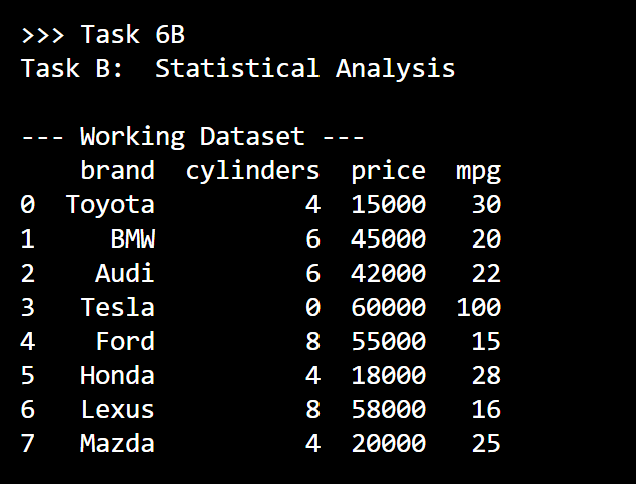 >>> Task 6B
Task B:  Statistical Analysis

--- Working Dataset ---
    brand  cylinders  price  mpg
0  Toyota          4  15000   30
1     BMW          6  45000   20
2    Audi          6  42000   22
3   Tesla          0  60000  100
4    Ford          8  55000   15
5   Honda          4  18000   28
6   Lexus          8  58000   16
7   Mazda          4  20000   25